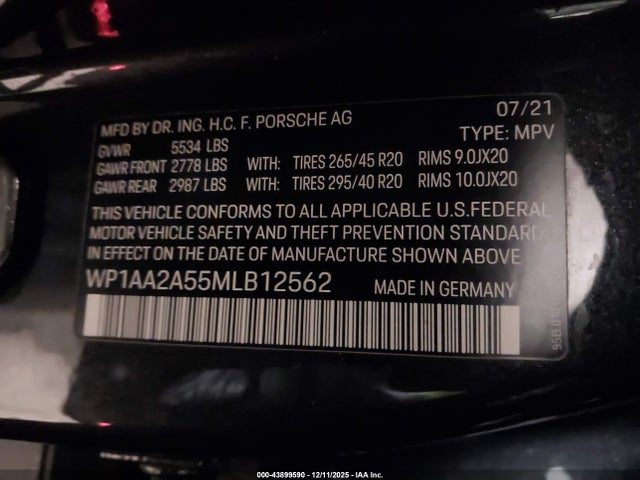 MFD BY DR. ING. H.C. F. PORSCHE AG 07/21
GVWR 5534 LBS TYPE: MPV
GAWR FRONT 2778 LBS WITH: TIRES 265/45 R20 RIMS 9.0JX20
GAWR REAR 2987 LBS WITH: TIRES 295/40 R20 RIMS 10.0JX20
THIS VEHICLE CONFORMS TO ALL APPLICABLE U.S.FEDERAL
MOTOR VEHICLE SAFETY AND THEFT PREVENTION STANDARD
IN EFFECT ON THE DATE OF MANUFACTURE SHOWN ABOVE
WP1AA2A55MLB12562 MADE IN GERMANY
000-43899590 - 12/11/2025 - IAA Inc.